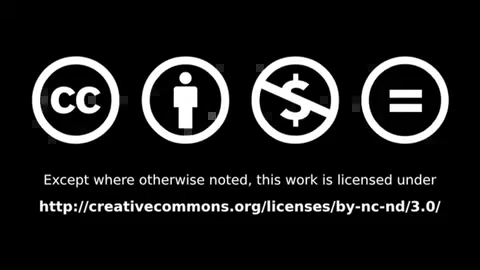 cc
$
=
Except where otherwise noted, this work is licensed under
http://creativecommons.org/licenses/by-nc-nd/3.0/